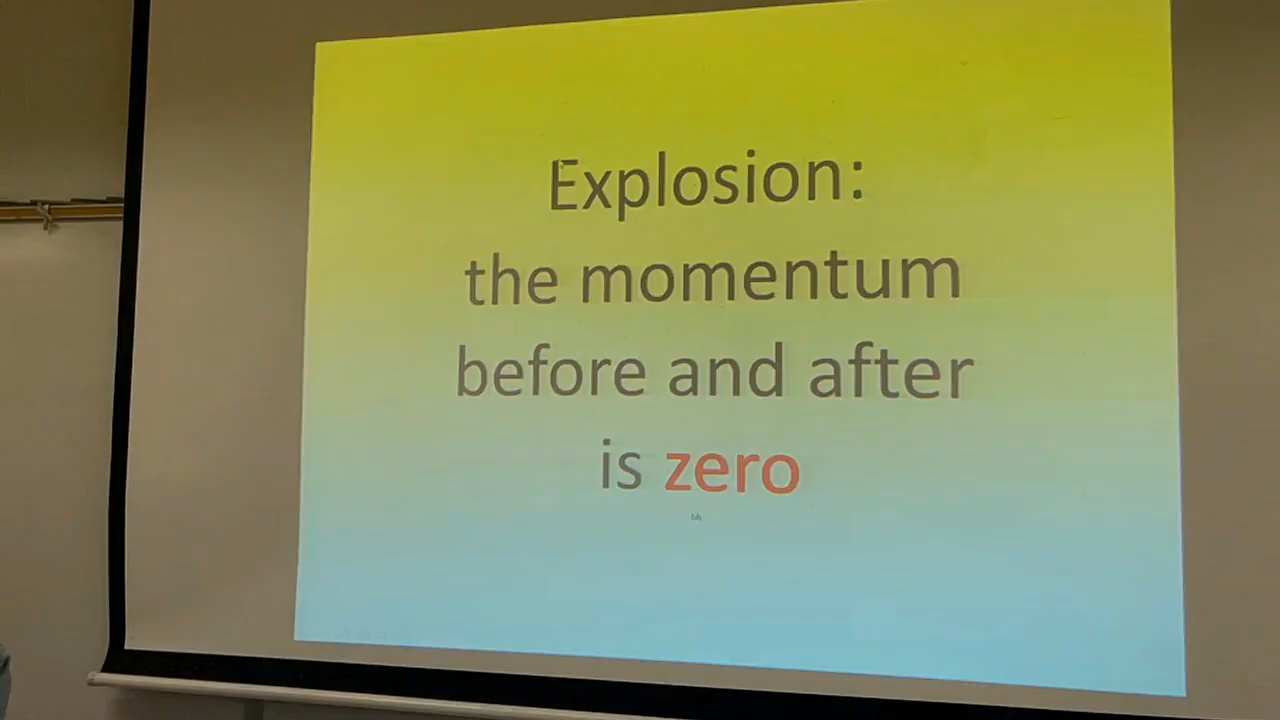 Explosion:
the momentum
before and after
is zero